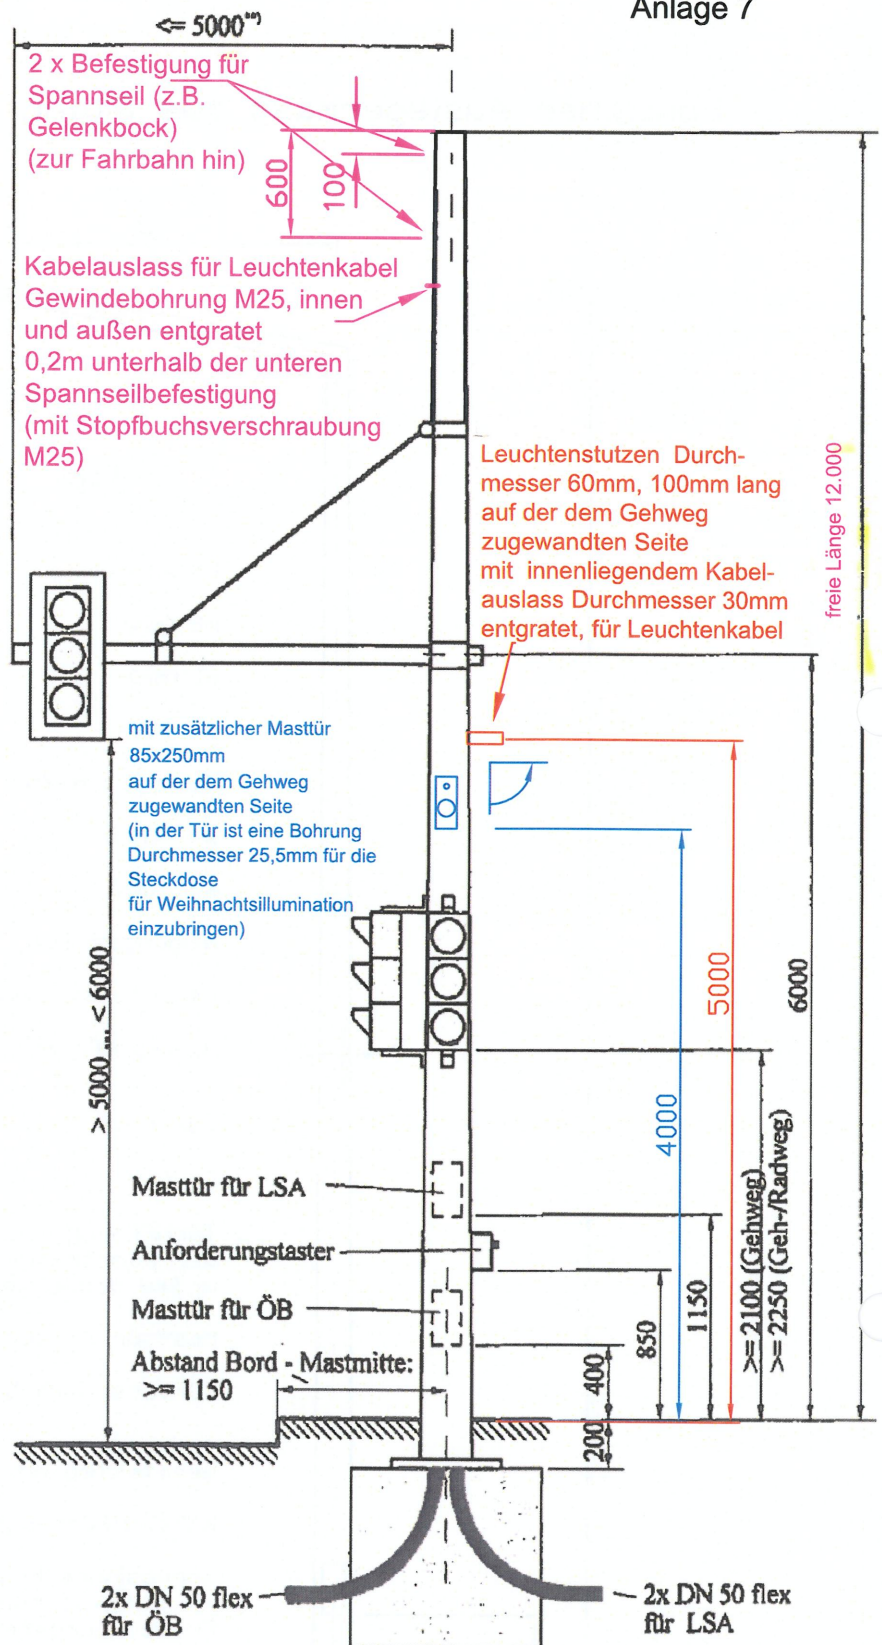 Anlage 7
<= 5000**)
2 x Befestigung für
Spannseil (z.B.
Gelenkbock)
(zur Fahrbahn hin)
600
100
Kabelauslass für Leuchtenkabel
Gewindebohrung M25, innen
und außen entgratet
0,2m unterhalb der unteren
Spannseilbefestigung
(mit Stopfbuchsverschraubung
M25)
Leuchtenstutzen Durch-
messer 60mm, 100mm lang
auf der dem Gehweg
zugewandten Seite
mit innenliegendem Kabel-
auslass Durchmesser 30mm
entgratet, für Leuchtenkabel
freie Länge 12.000
mit zusätzlicher Masttür
85x250mm
auf der dem Gehweg
zugewandten Seite
(in der Tür ist eine Bohrung
Durchmesser 25,5mm für die
Steckdose
für Weihnachtsillumination
einzubringen)
> 5000 ... < 6000
5000
6000
4000
Masttür für LSA
Anforderungstaster
Masttür für ÖB
Abstand Bord - Mastmitte:
>= 1150
400
850
1150
>= 2100 (Gehweg)
>= 2250 (Geh-/Radweg)
200
2x DN 50 flex
für ÖB
2x DN 50 flex
für LSA